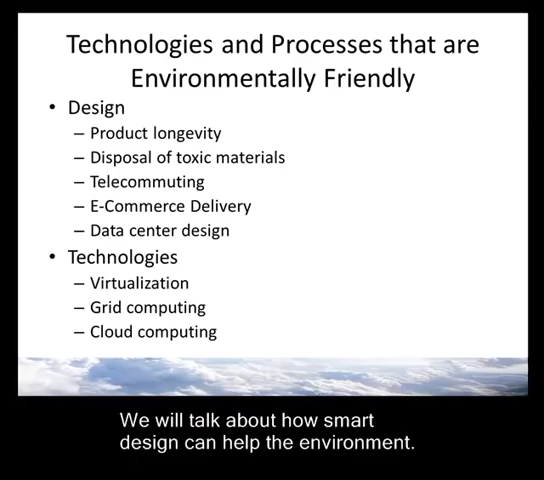 Technologies and Processes that are
Environmentally Friendly
• Design
– Product longevity
– Disposal of toxic materials
– Telecommuting
– E-Commerce Delivery
– Data center design
• Technologies
– Virtualization
– Grid computing
– Cloud computing
We will talk about how smart
design can help the environment.